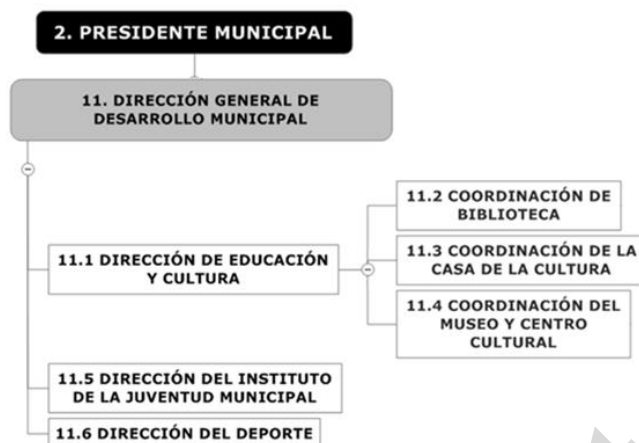 2. PRESIDENTE MUNICIPAL
11. DIRECCIÓN GENERAL DE
DESARROLLO MUNICIPAL
11.1 DIRECCIÓN DE EDUCACIÓN
Y CULTURA
11.2 COORDINACIÓN DE
BIBLIOTECA
11.3 COORDINACIÓN DE LA
CASA DE LA CULTURA
11.4 COORDINACIÓN DEL
MUSEO Y CENTRO
CULTURAL
11.5 DIRECCIÓN DEL INSTITUTO
DE LA JUVENTUD MUNICIPAL
11.6 DIRECCIÓN DEL DEPORTE